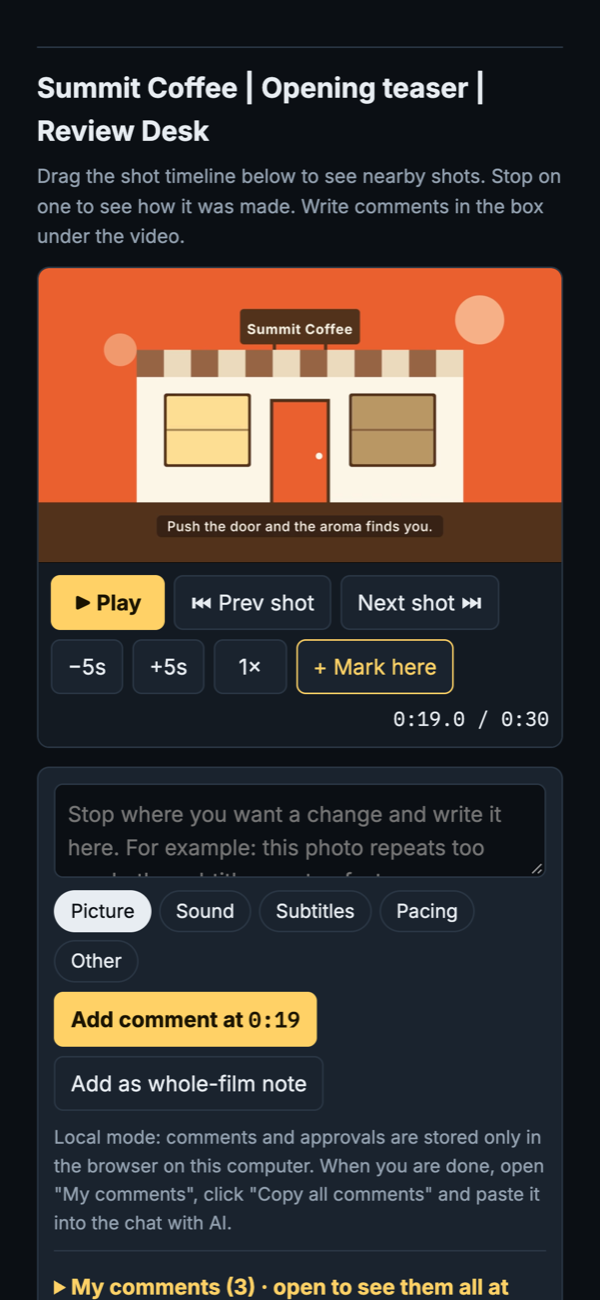 Summit Coffee | Opening teaser |
Review Desk
Drag the shot timeline below to see nearby shots. Stop on
one to see how it was made. Write comments in the box
under the video.
Summit Coffee
Push the door and the aroma finds you.
▶ Play
⏮ Prev shot
Next shot ⏭
−5s
+5s
1×
+ Mark here
0:19.0 / 0:30
Stop where you want a change and write it
here. For example: this photo repeats too
Picture
Sound
Subtitles
Pacing
Other
Add comment at 0:19
Add as whole-film note
Local mode: comments and approvals are stored only in
the browser on this computer. When you are done, open
"My comments", click "Copy all comments" and paste it
into the chat with AI.
▶ My comments (3) · open to see them all at